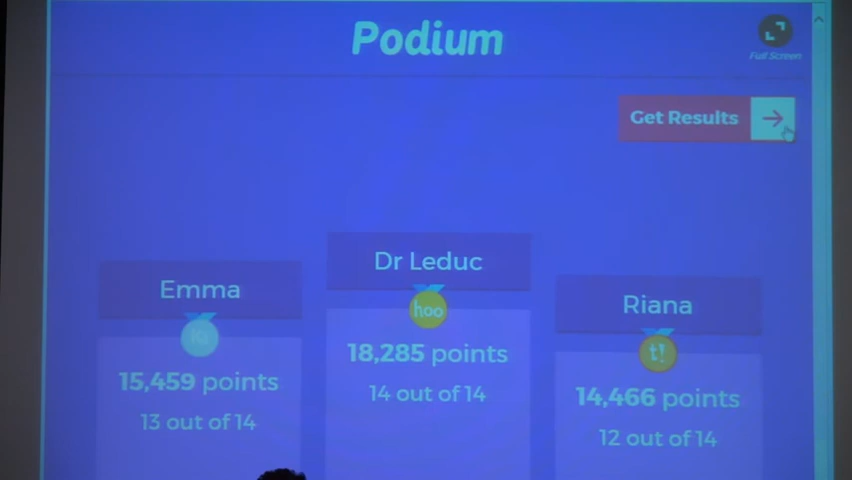 Podium
Full Screen
Get Results
Dr Leduc
hoo
18,285 points
14 out of 14
Emma
15,459 points
13 out of 14
Riana
t!
14,466 points
12 out of 14